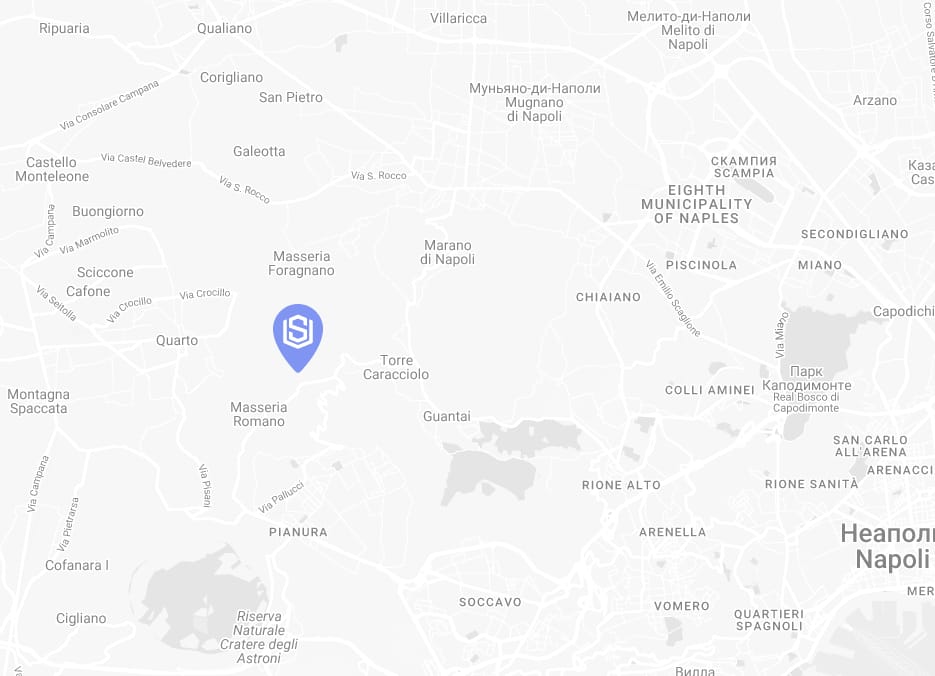 Ripuaria
Qualiano
Villaricca
Мелито-ди-Наполи
Melito di
Napoli
Corigliano
San Pietro
Via Consolare Campana
Муньяно-ди-Наполи
Mugnano
di Napoli
Arzano
Castello
Monteleone
Via Castel Belvedere
Galeotta
Via S. Rocco
Via S. Rocco
СКАМПИЯ
SCAMPIA
Каза
Cas
EIGHTH
MUNICIPALITY
OF NAPLES
Buongiorno
Via Campana
Via Marmolito
SECONDIGLIANO
Marano
di Napoli
Masseria
Foragnano
PISCINOLA
MIANO
Sciccone
Cafone
Via Seitolla
Via Crocillo
Via Crocillo
CHIAIANO
Via Emilio Scaglione
Capodichi
Via Miano
Quarto
Torre
Caracciolo
Парк
Каподимонте
Real Bosco di
Capodimonte
COLLI AMINEI
Montagna
Spaccata
Masseria
Romano
Guantai
SAN CARLO
ALL'ARENA
ARENACCI
Via Campana
Via Pietrarsa
Via Pisani
Via Pallucci
RIONE ALTO
RIONE SANITÀ
PIANURA
ARENELLA
Неапол
Napoli
Cofanara I
MER
SOCCAVO
VOMERO
QUARTIERI
SPAGNOLI
Cigliano
Riserva
Naturale
Cratere degli
Astroni
Вилла